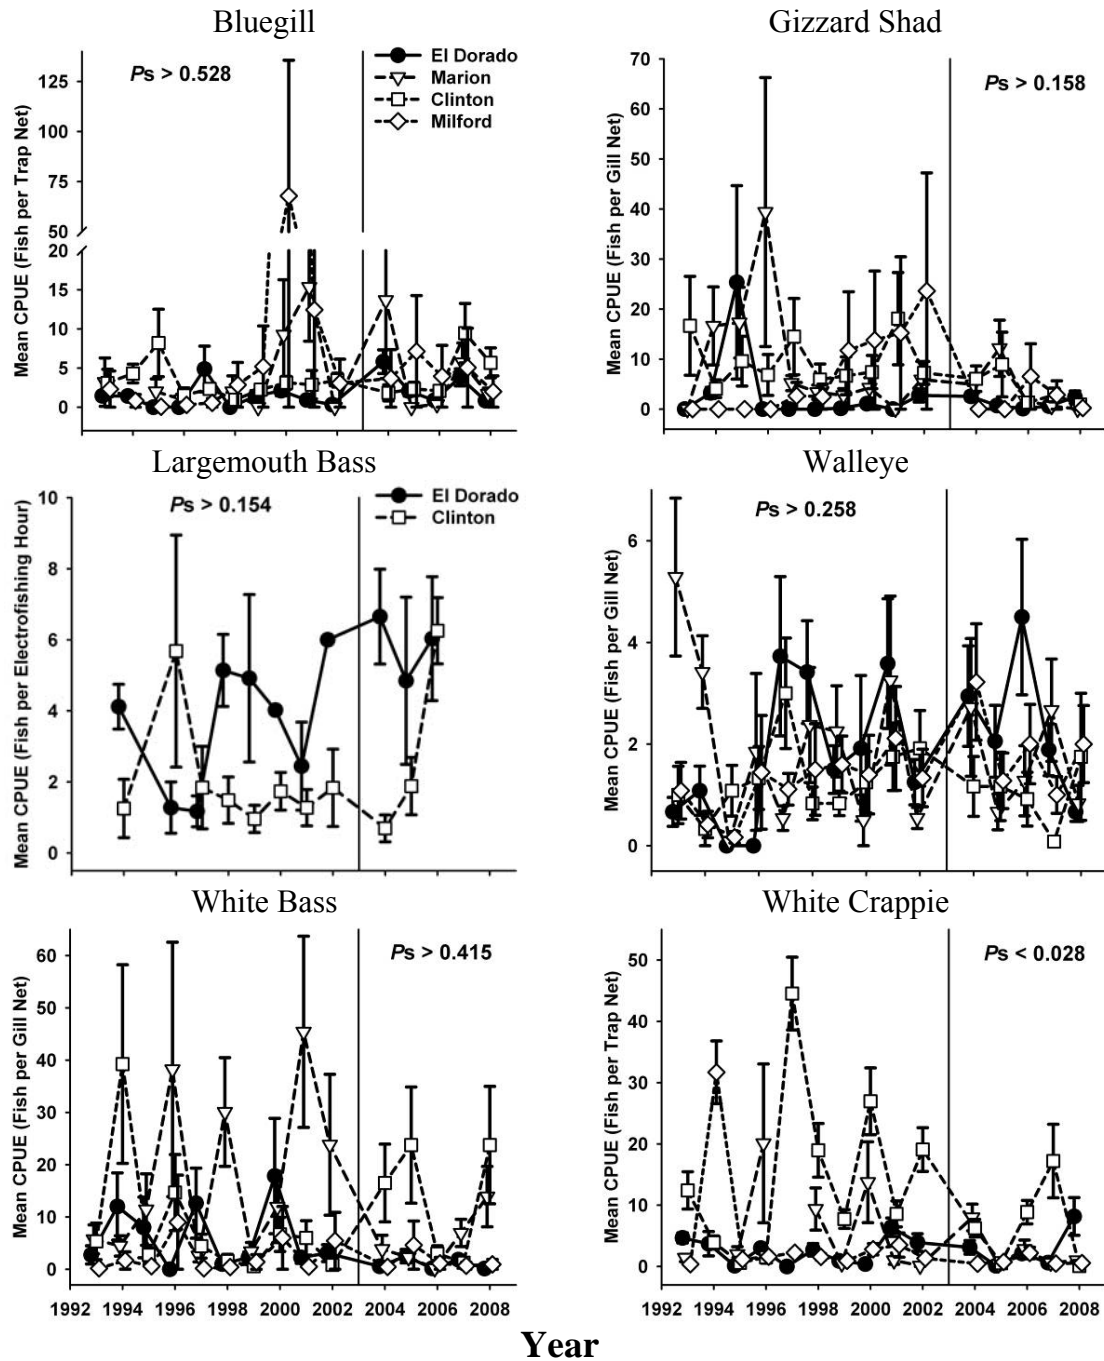 Bluegill
Mean CPUE (Fish per Trap Net)
125
100
75
50
20
15
10
5
0
Ps > 0.528
El Dorado
Marion
Clinton
Milford
Gizzard Shad
Mean CPUE (Fish per Gill Net)
70
60
50
40
30
20
10
0
Ps > 0.158
Largemouth Bass
Mean CPUE (Fish per Electrofishing Hour)
10
8
6
4
2
0
Ps > 0.154
El Dorado
Clinton
Walleye
Mean CPUE (Fish per Gill Net)
6
4
2
0
Ps > 0.258
White Bass
Mean CPUE (Fish per Gill Net)
60
50
40
30
20
10
0
Ps > 0.415
1992 1994 1996 1998 2000 2002 2004 2006 2008
White Crappie
Mean CPUE (Fish per Trap Net)
50
40
30
20
10
0
Ps < 0.028
1992 1994 1996 1998 2000 2002 2004 2006 2008
Year